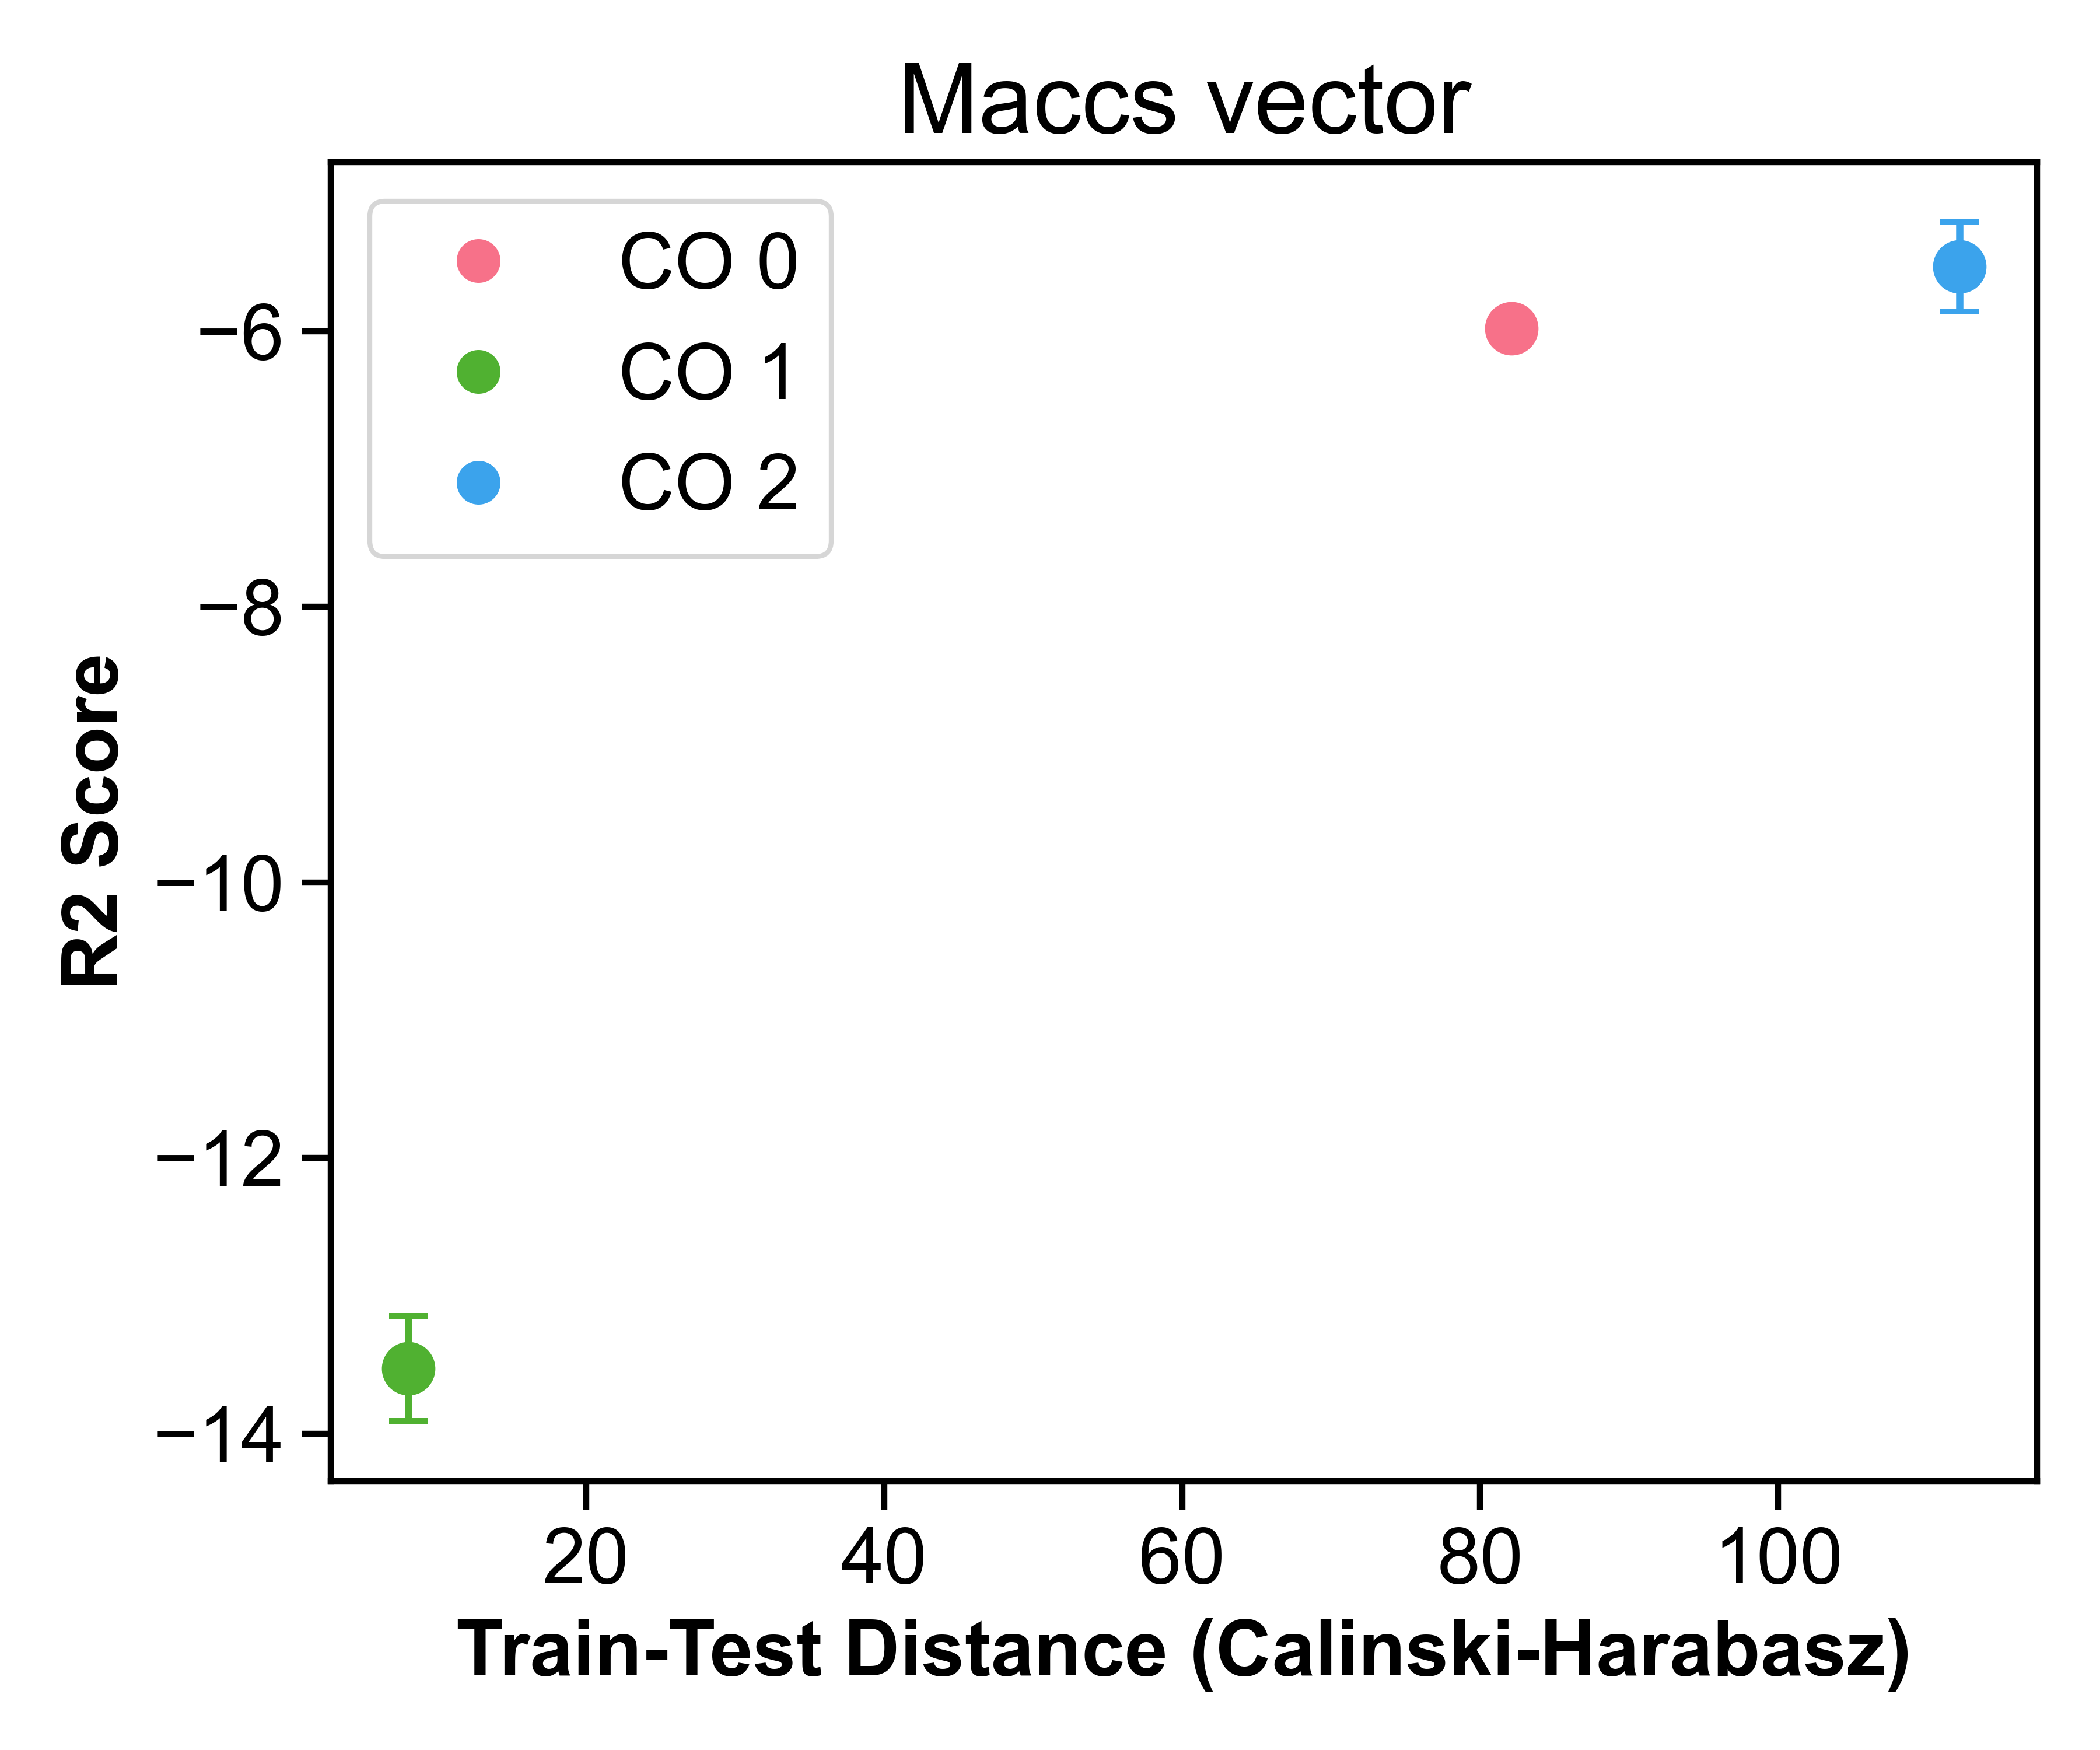 Maccs vector
CO 0
CO 1
CO 2
R2 Score
−6
−8
−10
−12
−14
20 40 60 80 100
Train-Test Distance (Calinski-Harabasz)